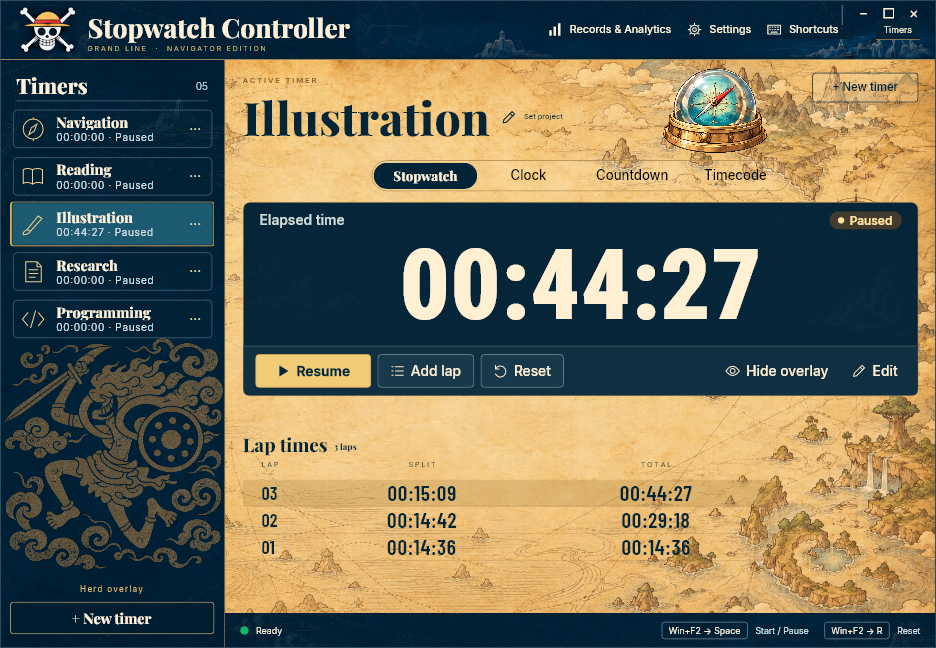 Stopwatch Controller
GRAND LINE · NAVIGATOR EDITION
Records & Analytics
Settings
Shortcuts
Timers
Timers
05
Navigation
00:00:00 · Paused
Reading
00:00:00 · Paused
Illustration
00:44:27 · Paused
Research
00:00:00 · Paused
Programming
00:00:00 · Paused
Herd overlay
+ New timer
ACTIVE TIMER
Illustration
Set project
+ New timer
Stopwatch
Clock
Countdown
Timecode
Elapsed time
Paused
00:44:27
Resume
Add lap
Reset
Hide overlay
Edit
Lap times 3 laps
LAP SPLIT TOTAL
03 00:15:09 00:44:27
02 00:14:42 00:29:18
01 00:14:36 00:14:36
Ready
Win+F2 → Space Start / Pause Win+F2 → R Reset